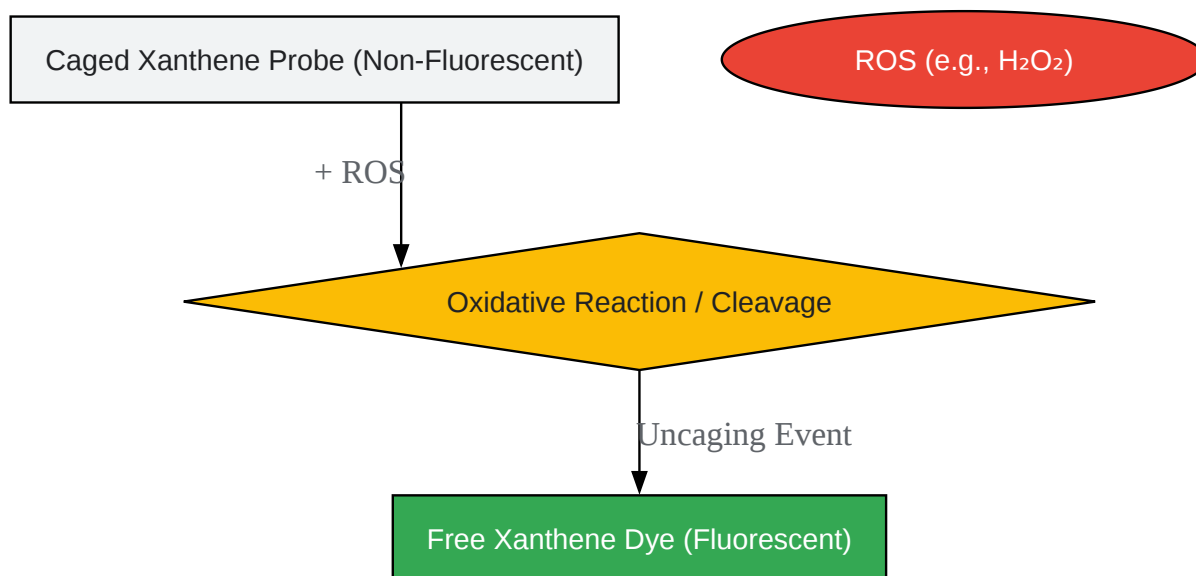 Caged Xanthene Probe (Non-Fluorescent)
ROS (e.g., H₂O₂)
+ ROS
Oxidative Reaction / Cleavage
Uncaging Event
Free Xanthene Dye (Fluorescent)